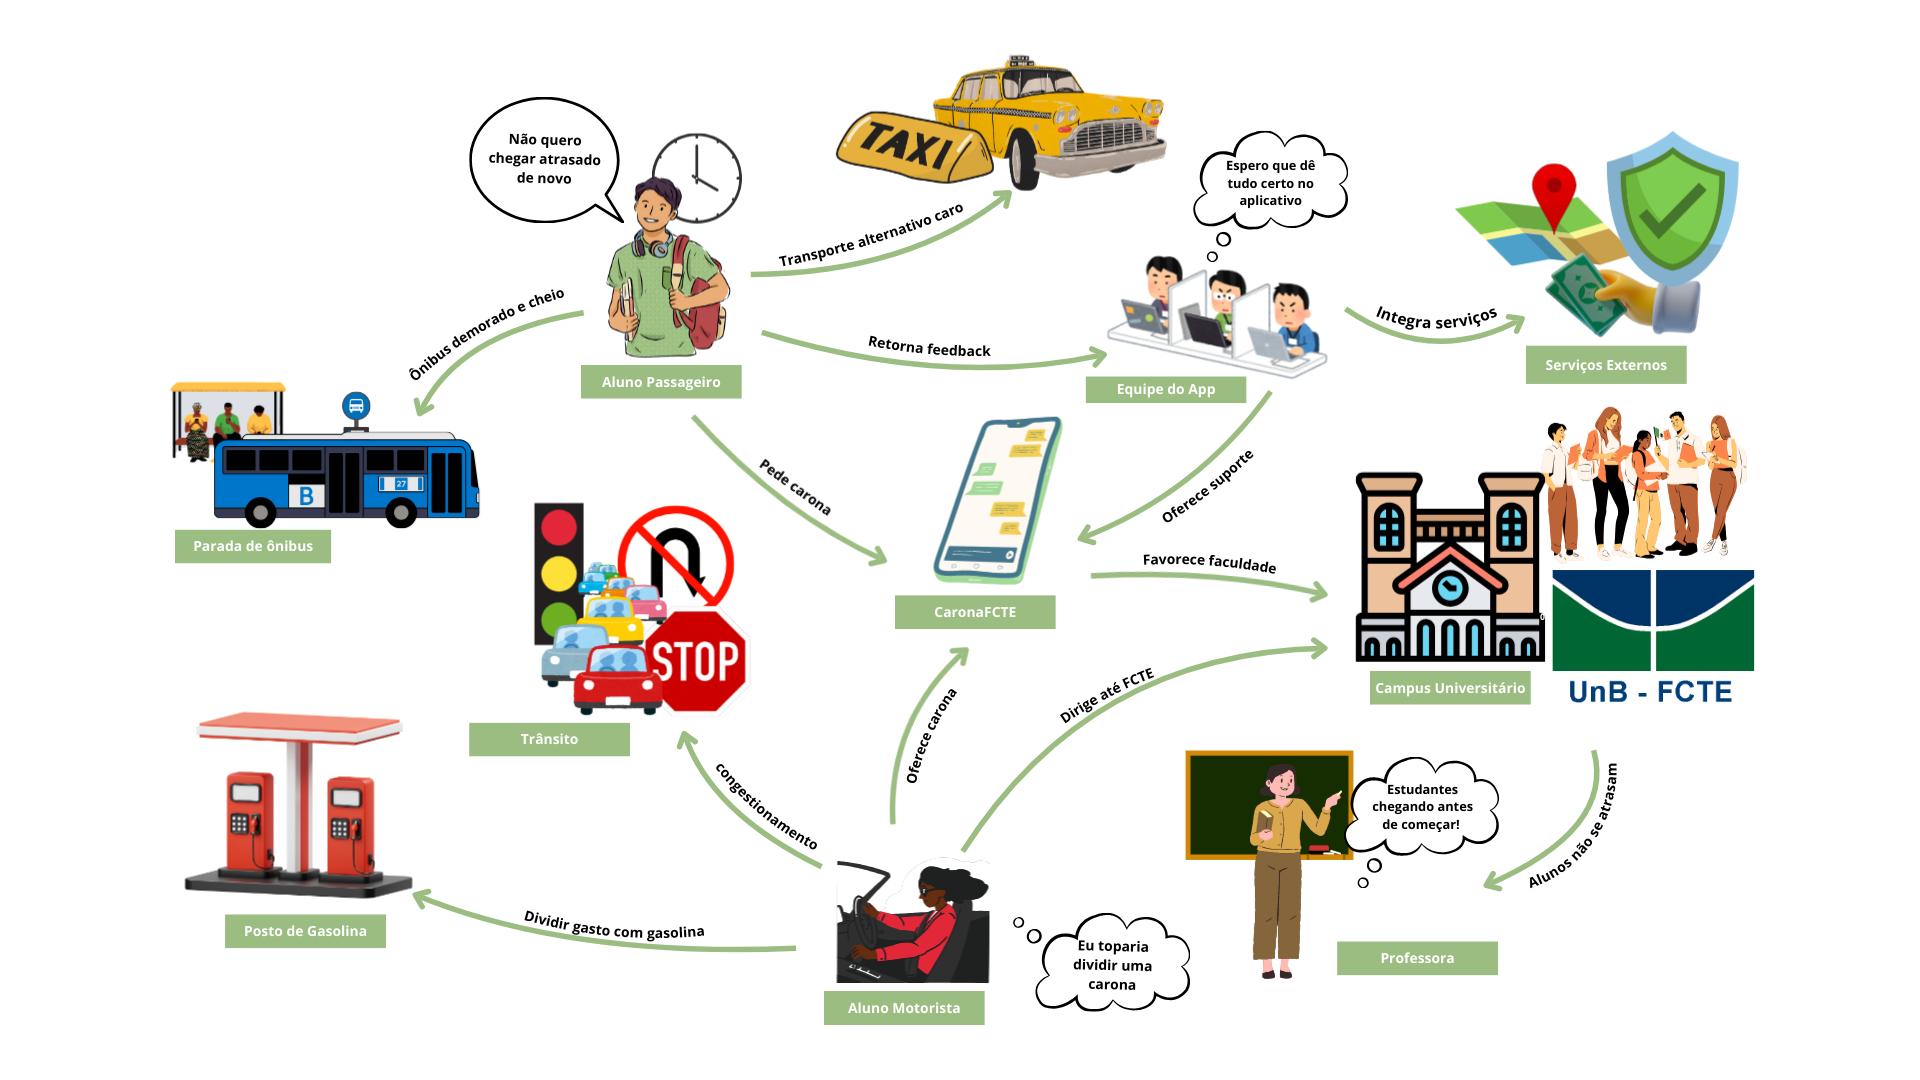 Não quero
chegar atrasado
de novo
TAXI
Espero que dê
tudo certo no
aplicativo
Transporte alternativo caro
Ônibus demorado e cheio
Retorna feedback
Integra serviços
Serviços Externos
Aluno Passageiro
Equipe do App
Pede carona
Oferece suporte
B
27
Parada de ônibus
Favorece faculdade
CaronaFCTE
STOP
Dirige até FCTE
Campus Universitário
UnB - FCTE
Oferece carona
Trânsito
congestionamento
Estudantes
chegando antes
de começar!
Alunos não se atrasam
Posto de Gasolina
Dividir gasto com gasolina
Eu toparia
dividir uma
carona
Professora
Aluno Motorista